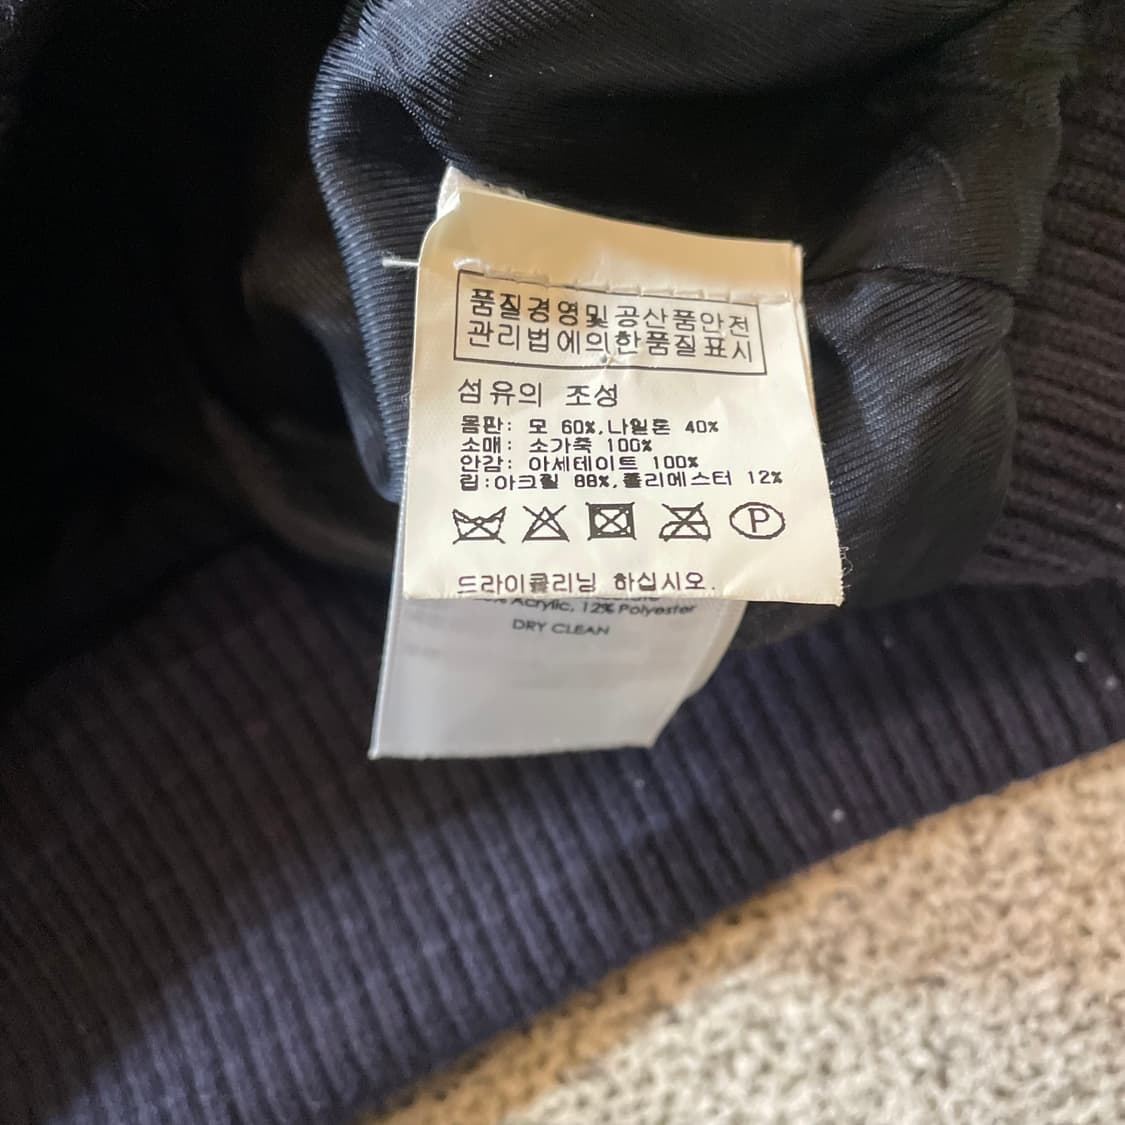 품질경영및공산품안전
관리법에의한품질표시
섬유의 조성
몸판: 모 60%,나일론 40%
소매: 소가죽 100%
안감: 아세테이트 100%
립:아크릴 88%,폴리에스터 12%
P
드라이클리닝 하십시오.
Acrylic, 12% Polyester
DRY CLEAN